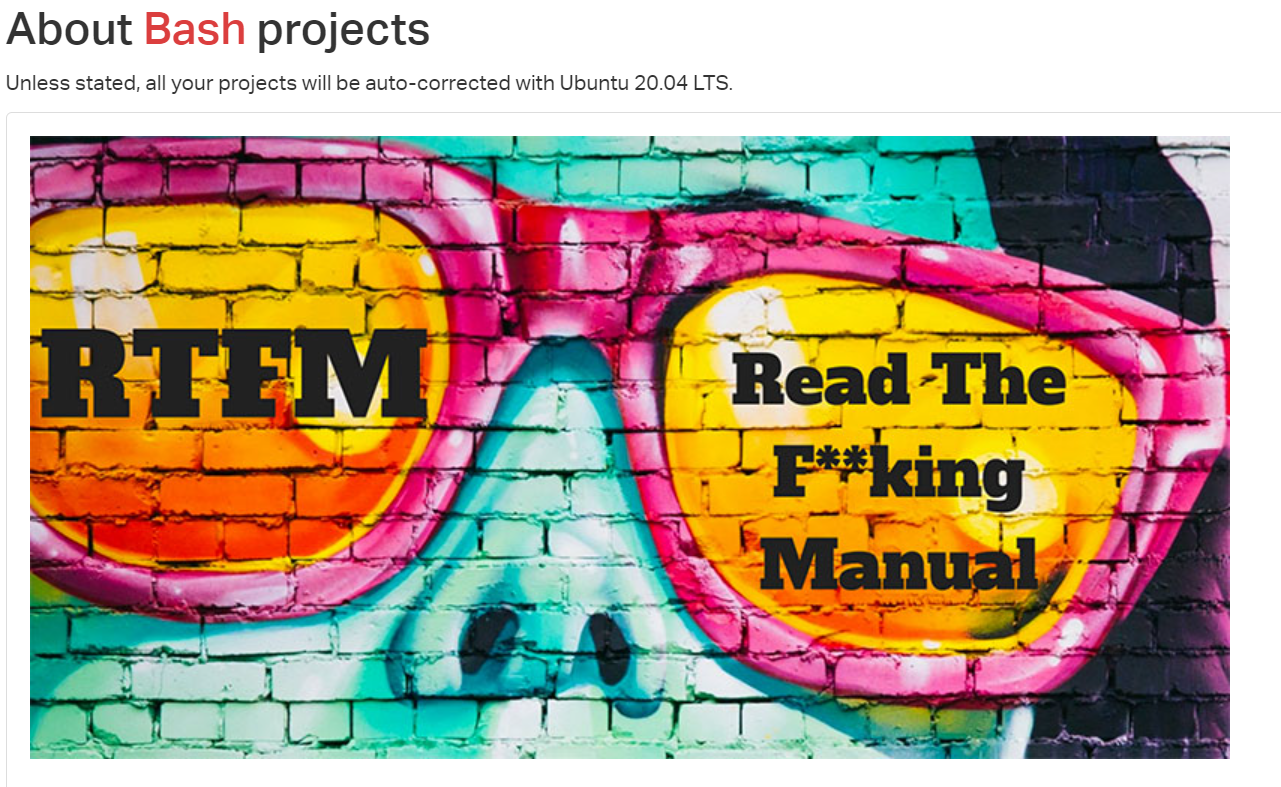 About Bash projects
Unless stated, all your projects will be auto-corrected with Ubuntu 20.04 LTS.
RTFM
Read The
F**king
Manual